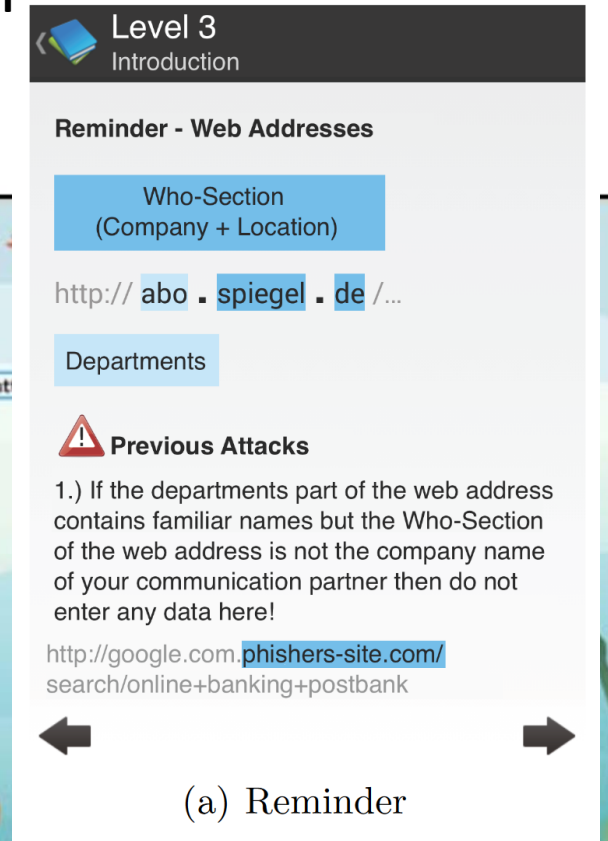 Level 3
Introduction
Reminder - Web Addresses
Who-Section
(Company + Location)
http:// abo . spiegel . de /...
Departments
Previous Attacks
1.) If the departments part of the web address
contains familiar names but the Who-Section
of the web address is not the company name
of your communication partner then do not
enter any data here!
http://google.com.phishers-site.com/
search/online+banking+postbank
(a) Reminder